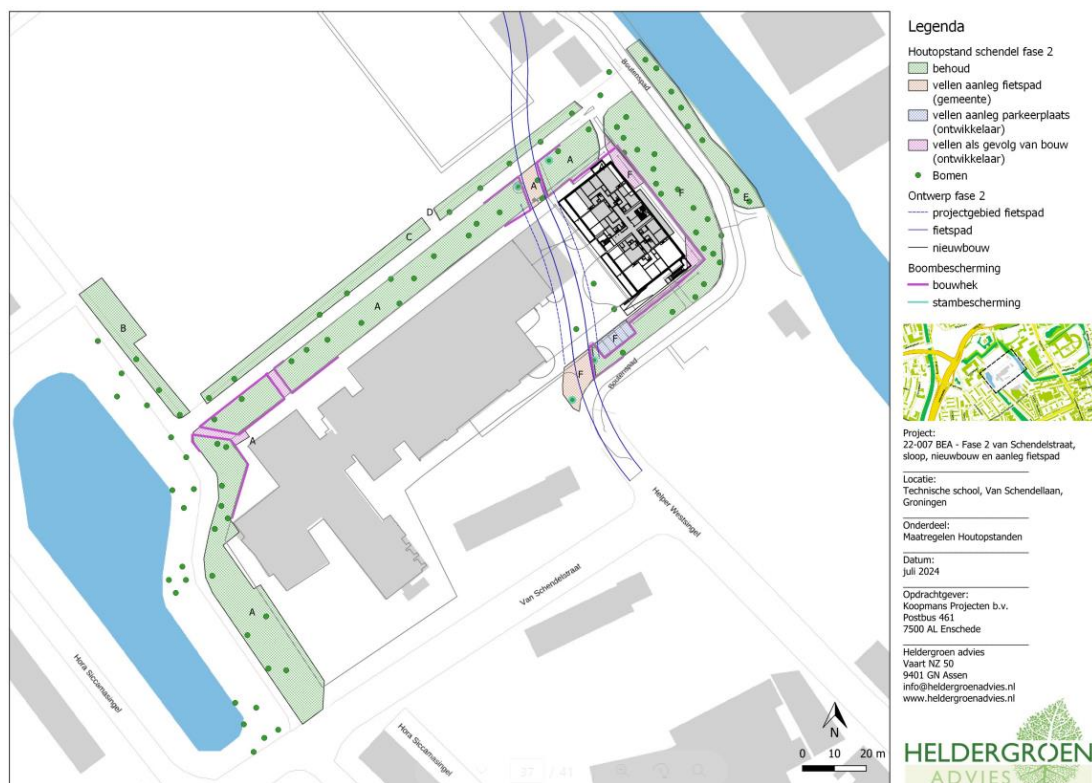 Boutenspad
A
A
F
D
F
E
C
A
B
F
F
Boutenspad
A
Helper Westsingel
Van Schendelstraat
A
Hora Siccamasingel
Hora Siccamasingel
37 / 41
N
0 10 20 m
Legenda
Houtopstand schendel fase 2
behoud
vellen aanleg fietspad
(gemeente)
vellen aanleg parkeerplaats
(ontwikkelaar)
vellen als gevolg van bouw
(ontwikkelaar)
Bomen
Ontwerp fase 2
projectgebied fietspad
fietspad
nieuwbouw
Boombescherming
bouwhek
stambescherming
Project:
22-007 BEA - Fase 2 van Schendelstraat,
sloop, nieuwbouw en aanleg fietspad
Locatie:
Technische school, Van Schendellaan,
Groningen
Onderdeel:
Maatregelen Houtopstanden
Datum:
juli 2024
Opdrachtgever:
Koopmans Projecten b.v.
Postbus 461
7500 AL Enschede
Heldergroen advies
Vaart NZ 50
9401 GN Assen
info@heldergroenadvies.nl
www.heldergroenadvies.nl
HELDERGROEN
ADVIES